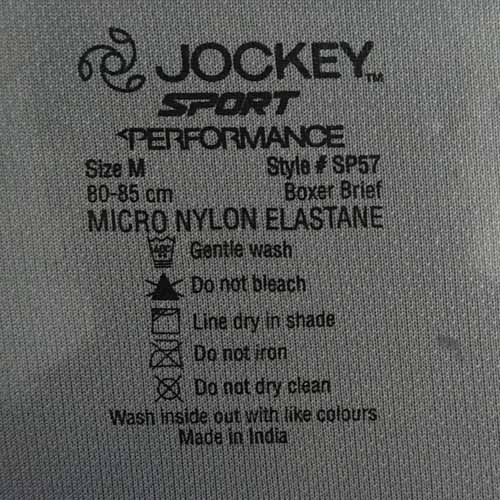 JOCKEY™
SPORT
PERFORMANCE
Size M Style # SP57
80-85 cm Boxer Brief
MICRO NYLON ELASTANE
Gentle wash
Do not bleach
Line dry in shade
Do not iron
Do not dry clean
Wash inside out with like colours
Made in India